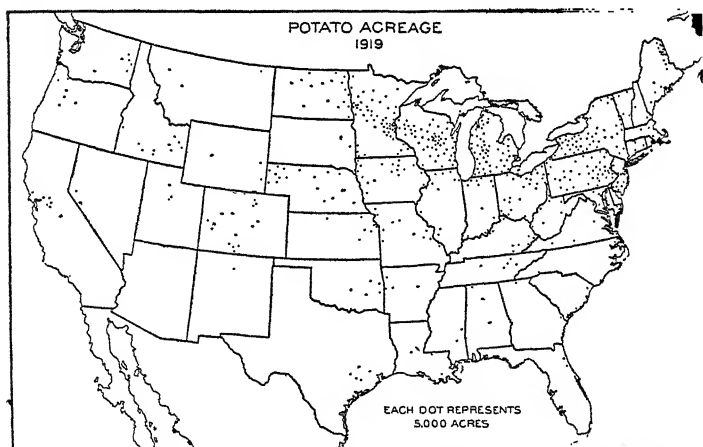 POTATO ACREAGE
1919
EACH DOT REPRESENTS
5,000 ACRES